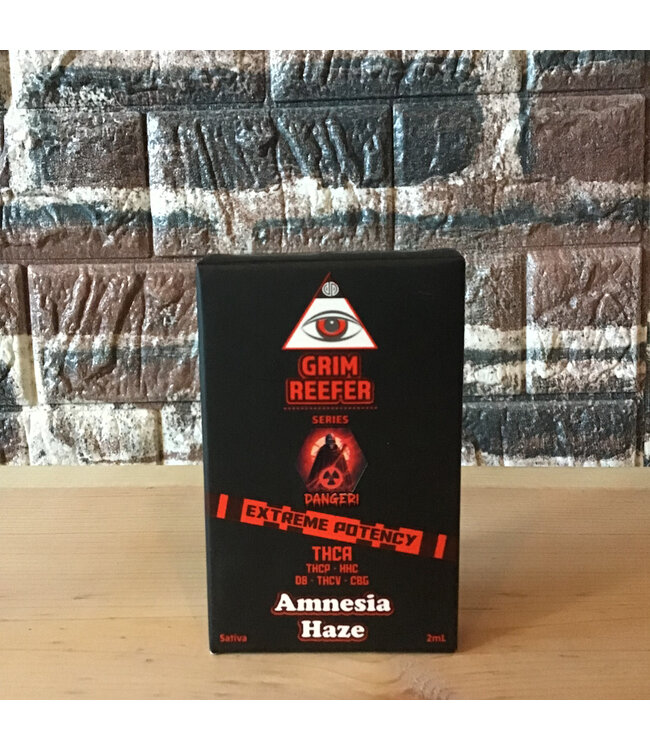 GRIM
REEFER
SERIES
DANGER!
EXTREME POTENCY
THCA
THCP - HHC
D8 - THCV - CBG
Amnesia
Haze
Sativa 2mL